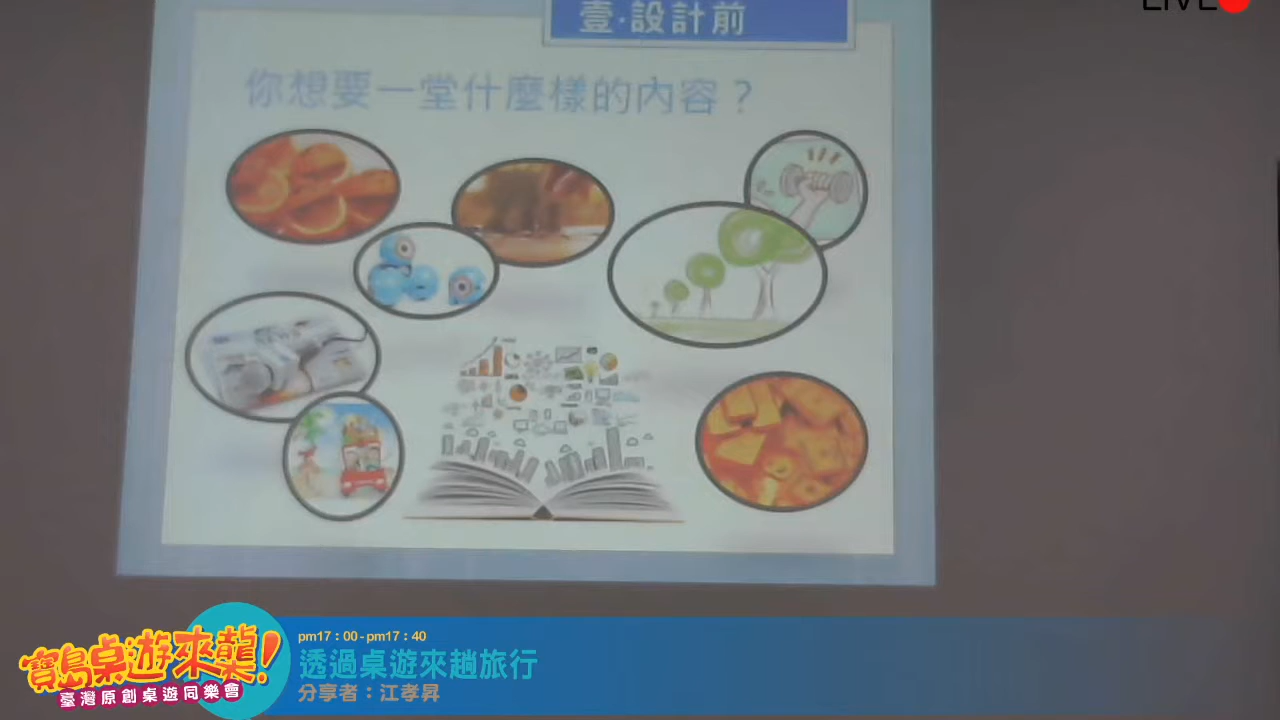 LIVE
壹·設計前
你想要一堂什麼樣的內容？
pm17：00-pm17：40
透過桌遊來趟旅行
分享者：江孝昇
寶島桌遊來襲！
臺灣原創桌遊同樂會